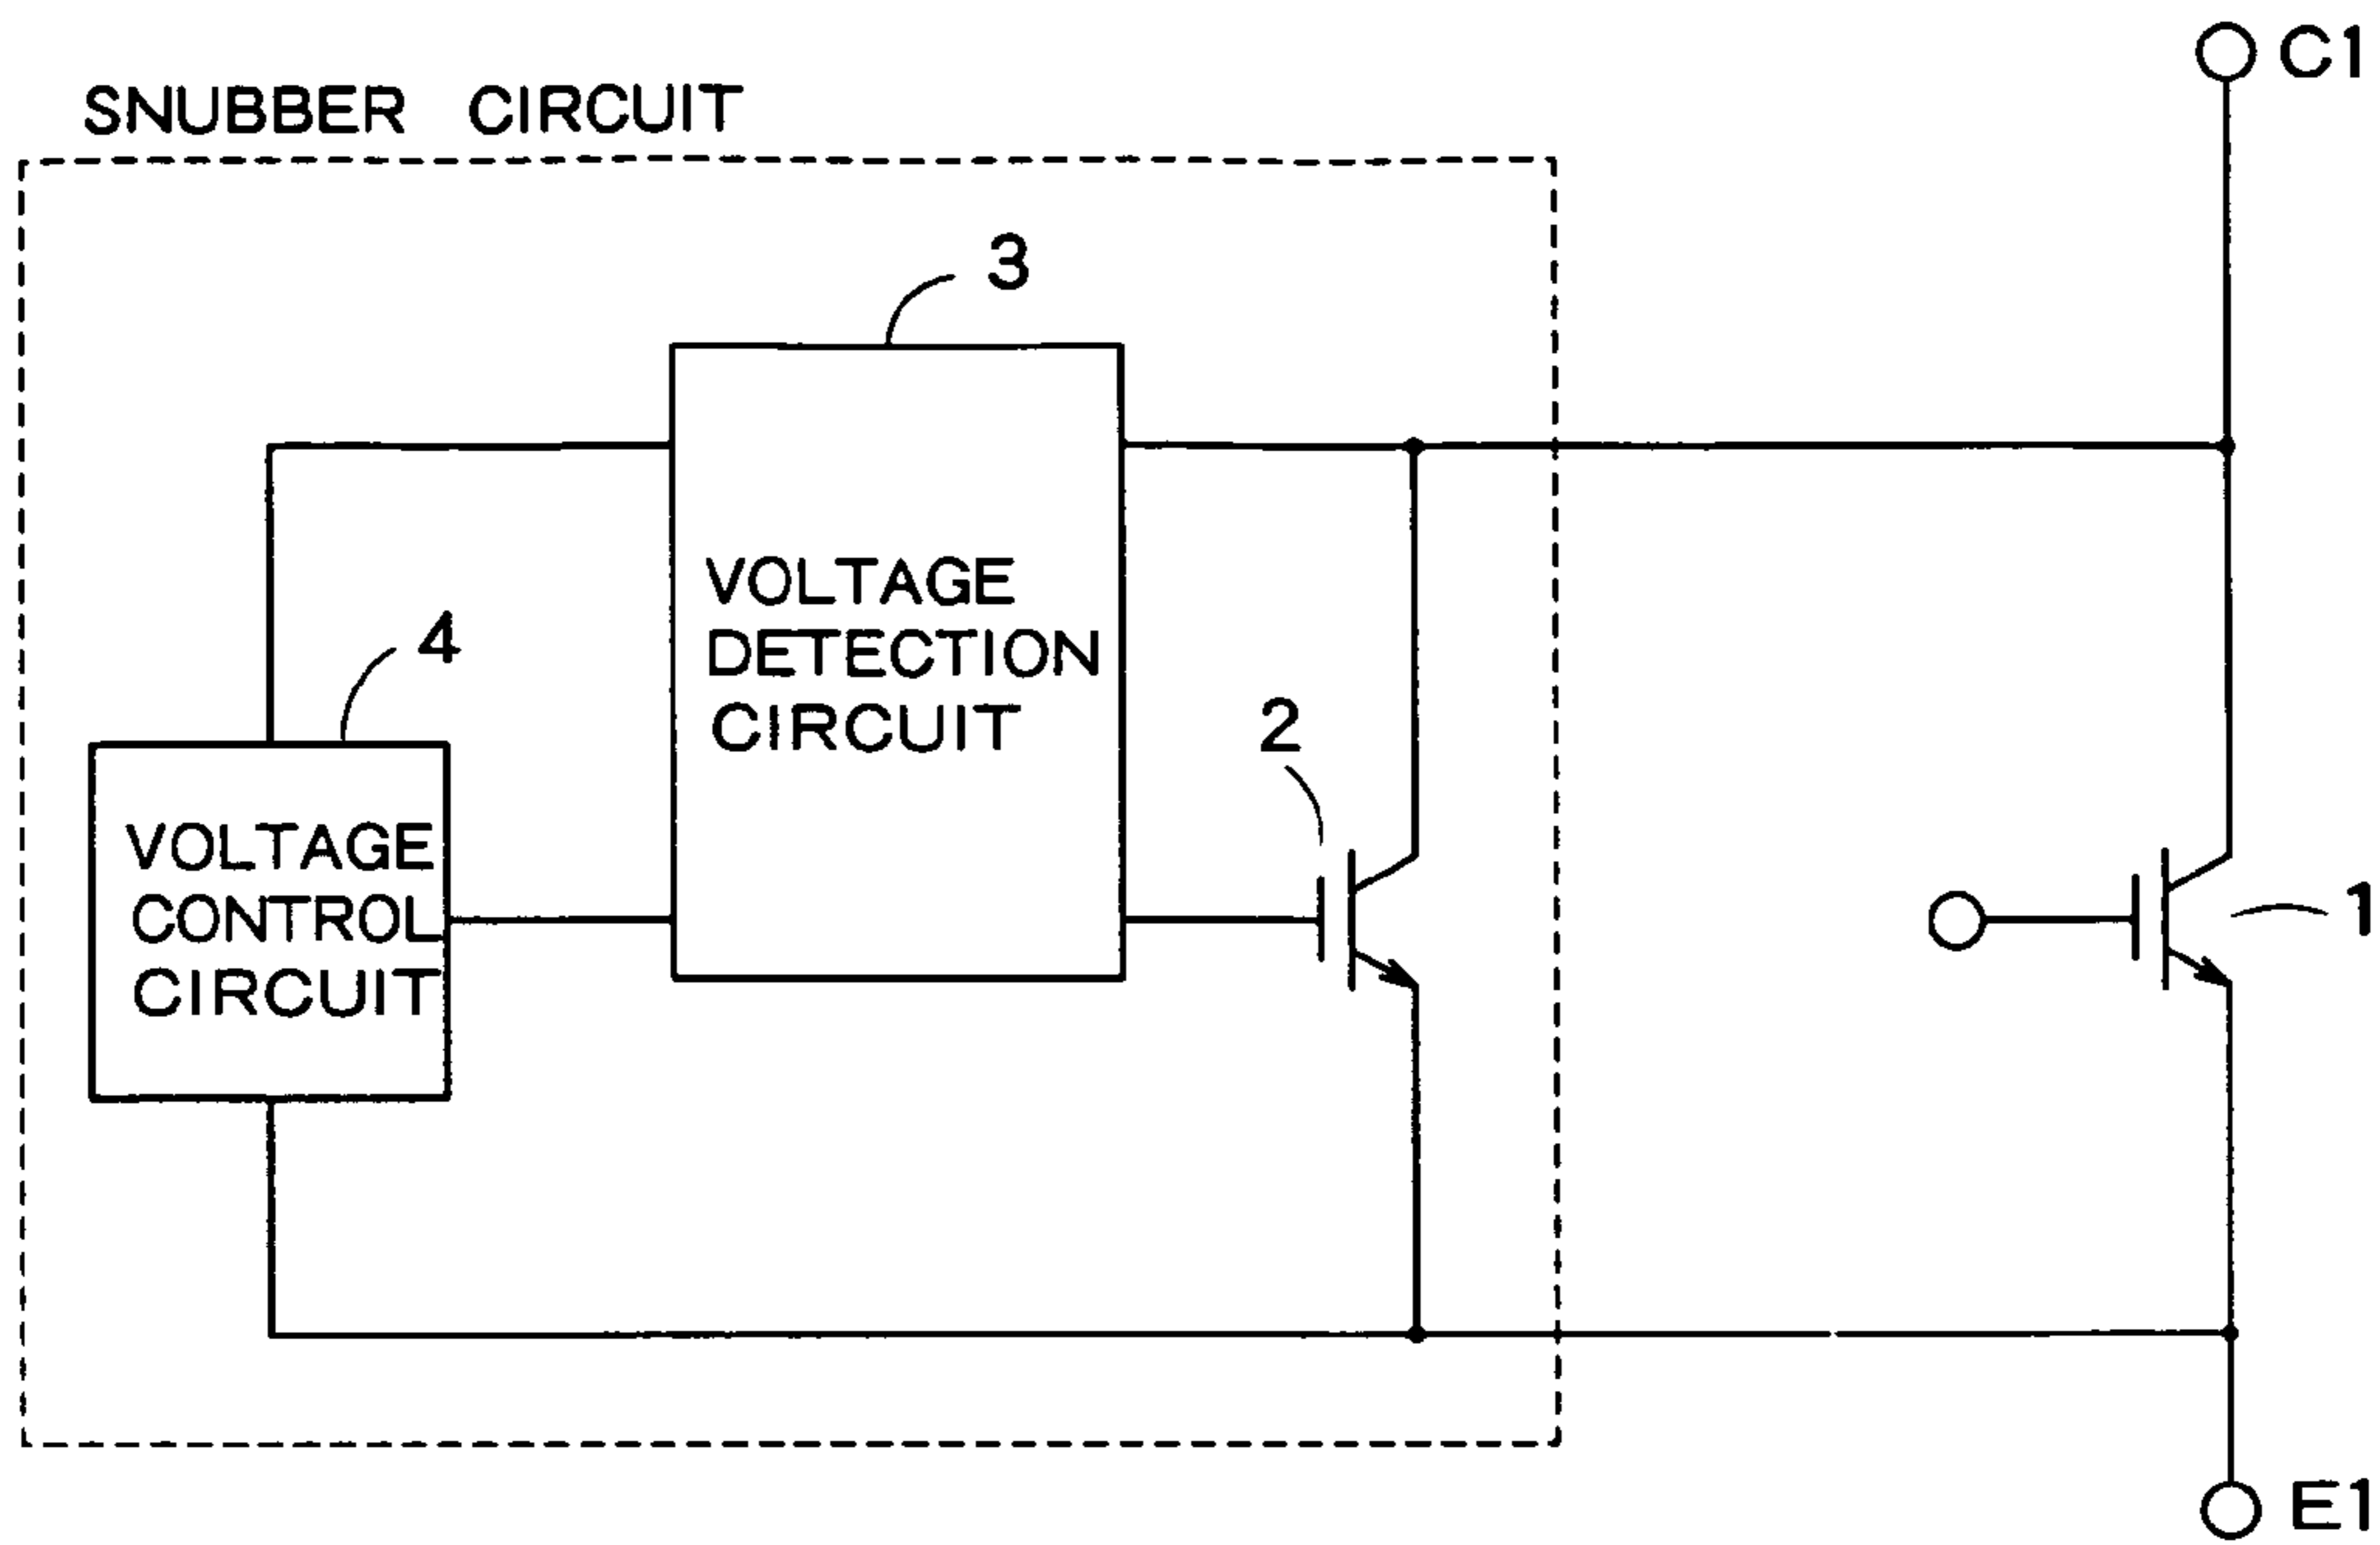 C1
SNUBBER CIRCUIT
3
VOLTAGE
DETECTION
CIRCUIT
4
2
VOLTAGE
CONTROL
CIRCUIT
1
E1